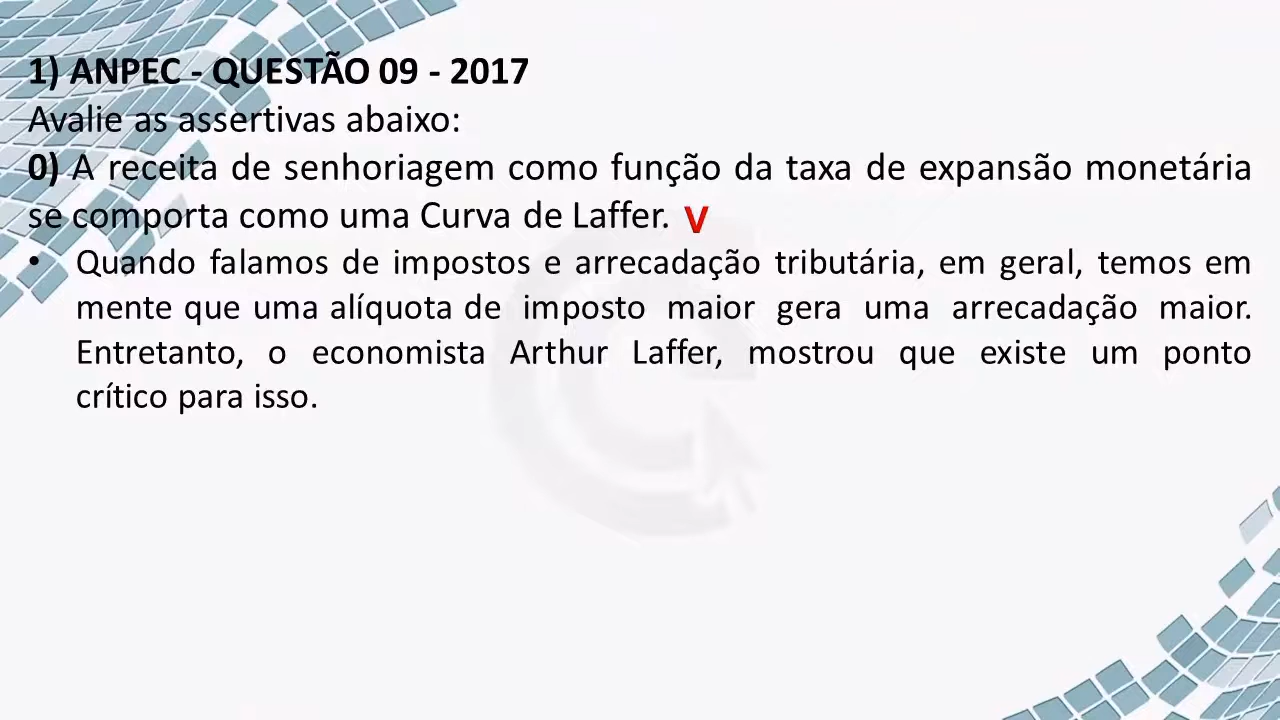 1) ANPEC - QUESTÃO 09 - 2017
Avalie as assertivas abaixo:
0) A receita de senhoriagem como função da taxa de expansão monetária
se comporta como uma Curva de Laffer. V
• Quando falamos de impostos e arrecadação tributária, em geral, temos em
mente que uma alíquota de imposto maior gera uma arrecadação maior.
Entretanto, o economista Arthur Laffer, mostrou que existe um ponto
crítico para isso.